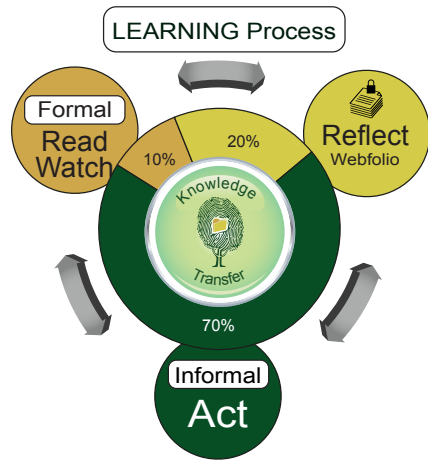 LEARNING Process
Formal
Read
Watch
10%
20%
Reflect
Webfolio
Knowledge
Transfer
70%
Informal
Act